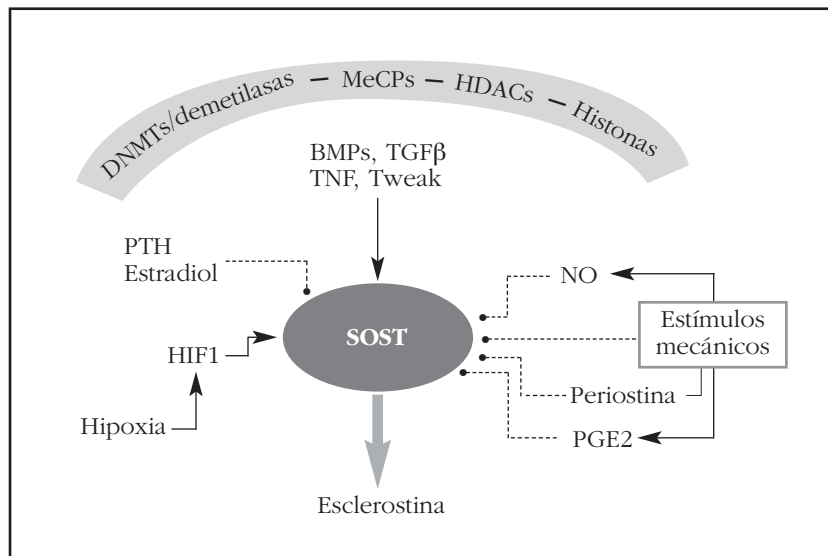 DNMTs/demetilasas – MeCPs – HDACs – Histonas
BMPs, TGFβ
TNF, Tweak
PTH
Estradiol
NO
Estímulos
mecánicos
SOST
HIF1
Periostina
Hipoxia
PGE2
Esclerostina